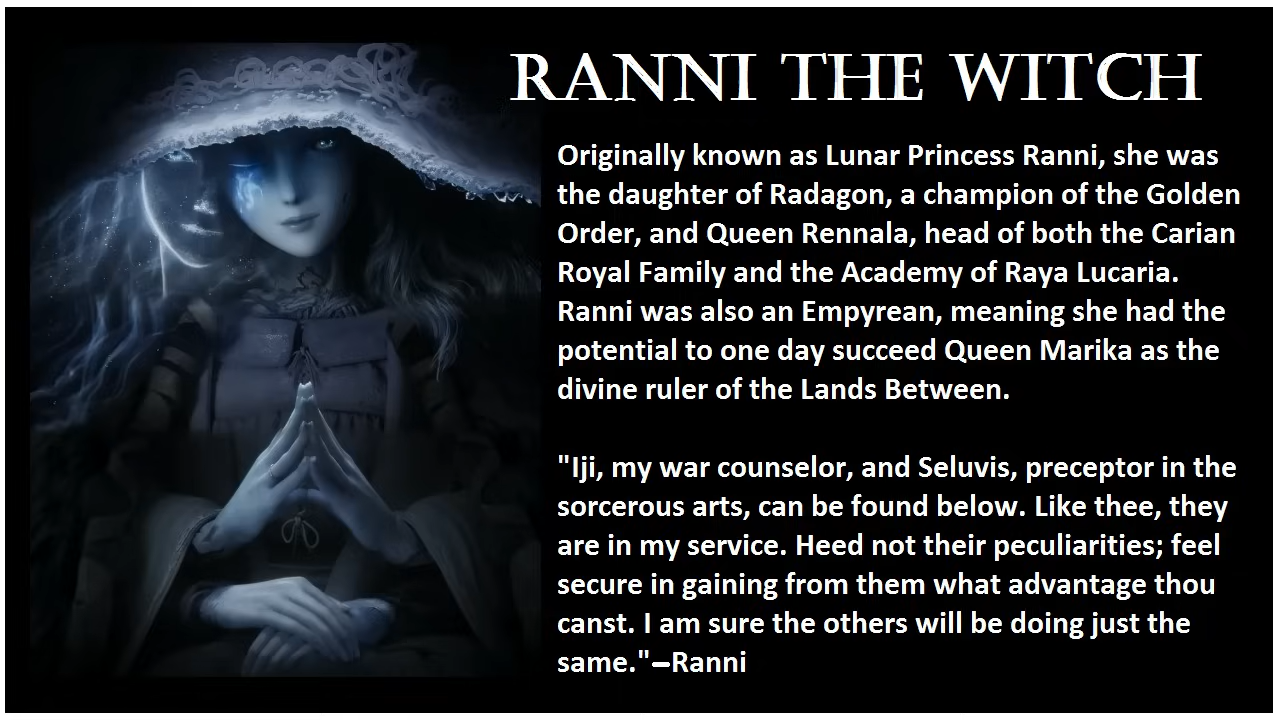 RANNI THE WITCH
Originally known as Lunar Princess Ranni, she was
the daughter of Radagon, a champion of the Golden
Order, and Queen Rennala, head of both the Carian
Royal Family and the Academy of Raya Lucaria.
Ranni was also an Empyrean, meaning she had the
potential to one day succeed Queen Marika as the
divine ruler of the Lands Between.
"Iji, my war counselor, and Seluvis, preceptor in the
sorcerous arts, can be found below. Like thee, they
are in my service. Heed not their peculiarities; feel
secure in gaining from them what advantage thou
canst. I am sure the others will be doing just the
same."—Ranni